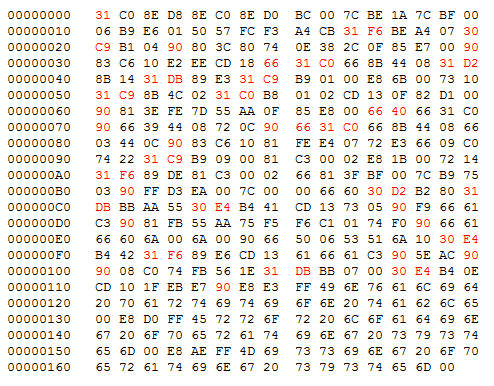 00000000 31 C0 8E D8 8E C0 8E D0 BC 00 7C BE 1A 7C BF 00
00000010 06 B9 E6 01 50 57 FC F3 A4 CB 31 F6 BE A4 07 30
00000020 C9 B1 04 90 80 3C 80 74 0E 38 2C 0F 85 E7 00 90
00000030 83 C6 10 E2 EE CD 18 66 31 C0 66 8B 44 08 31 D2
00000040 8B 14 31 DB 89 E3 31 C9 B9 01 00 E8 6B 00 73 10
00000050 31 C9 8B 4C 02 31 C0 B8 01 02 CD 13 0F 82 D1 00
00000060 90 81 3E FE 7D 55 AA 0F 85 E8 00 66 40 66 31 C0
00000070 90 66 39 44 08 72 0C 90 66 31 C0 66 8B 44 08 66
00000080 03 44 0C 90 83 C6 10 81 FE E4 07 72 E3 66 09 C0
00000090 74 22 31 C9 B9 09 00 81 C3 00 02 E8 1B 00 72 14
000000A0 31 F6 89 DE 81 C3 00 02 66 81 3F BF 00 7C B9 75
000000B0 03 90 FF D3 EA 00 7C 00 00 66 60 30 D2 B2 80 31
000000C0 DB BB AA 55 30 E4 B4 41 CD 13 73 05 90 F9 66 61
000000D0 C3 90 81 FB 55 AA 75 F5 F6 C1 01 74 F0 90 66 61
000000E0 66 60 6A 00 6A 00 90 66 50 06 53 51 6A 10 30 E4
000000F0 B4 42 31 F6 89 E6 CD 13 61 66 61 C3 90 5E AC 90
00000100 90 08 C0 74 FB 56 1E 31 DB BB 07 00 30 E4 B4 0E
00000110 CD 10 1F EB E7 90 E8 E3 FF 49 6E 76 61 6C 69 64
00000120 20 70 61 72 74 69 74 69 6F 6E 20 74 61 62 6C 65
00000130 00 E8 D0 FF 45 72 72 6F 72 20 6C 6F 61 64 69 6E
00000140 67 20 6F 70 65 72 61 74 69 6E 67 20 73 79 73 74
00000150 65 6D 00 E8 AE FF 4D 69 73 73 69 6E 67 20 6F 70
00000160 65 72 61 74 69 6E 67 20 73 79 73 74 65 6D 00